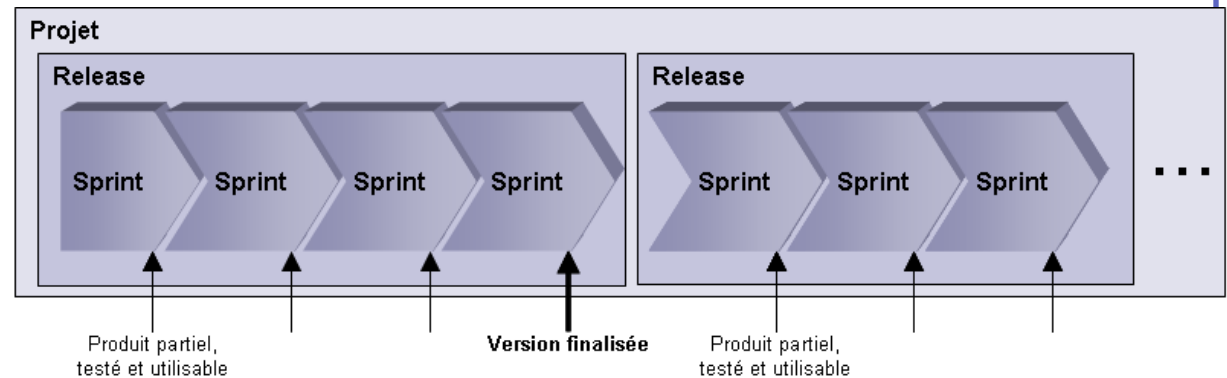 Projet
Release
Release
Sprint
Sprint
Sprint
Sprint
Sprint
Sprint
Sprint
...
Produit partiel,
testé et utilisable
Version finalisée
Produit partiel,
testé et utilisable